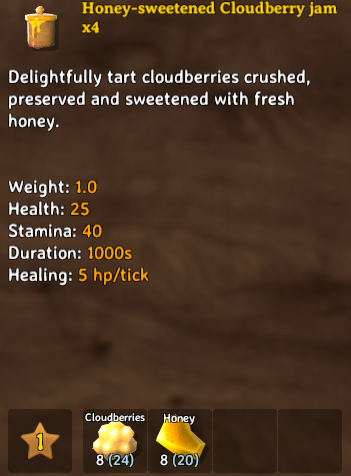 Honey-sweetened Cloudberry jam
x4
Delightfully tart cloudberries crushed,
preserved and sweetened with fresh
honey.
Weight: 1.0
Health: 25
Stamina: 40
Duration: 1000s
Healing: 5 hp/tick
1
Cloudberries
8 (24)
Honey
8 (20)